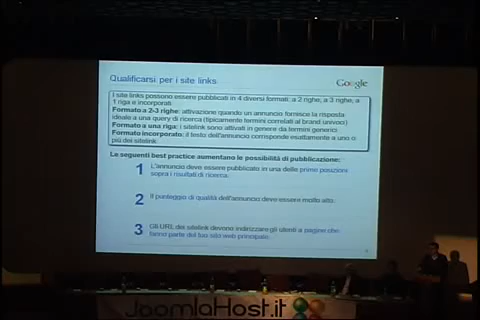 Qualificarsi per i site links
Google
I site links possono essere pubblicati in 4 diversi formati: a 2 righe, a 3 righe, a
1 riga e incorporati
Formato a 2-3 righe: attivazione quando un annuncio fornisce la risposta
ideale a una query di ricerca (tipicamente termini correlati ai brand univoci)
Formato a una riga: i sitelink sono attivati in genere da termini generici
Formato incorporato: il testo dell'annuncio corrisponde esattamente a uno o
più dei sitelink
Le seguenti best practice aumentano le possibilità di pubblicazione:
1 L'annuncio deve essere pubblicato in una delle prime posizioni
sopra i risultati di ricerca.
2 Il punteggio di qualità dell'annuncio deve essere molto alto.
3 Gli URL dei sitelink devono indirizzare gli utenti a pagine che
fanno parte del tuo sito web principale.
JoomlaHost.it